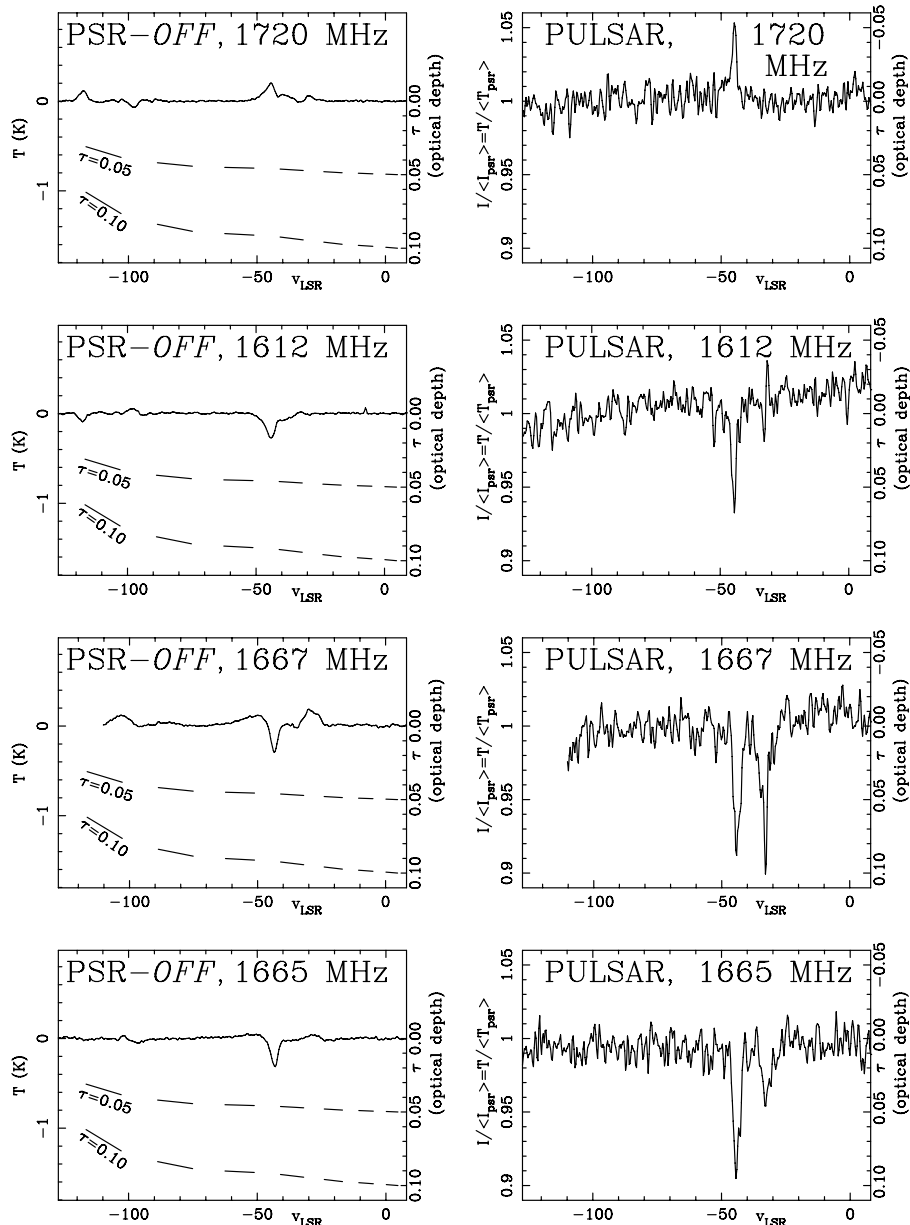 PSR-OFF, 1720 MHz
T (K)
0
-1
τ=0.05
τ=0.10
0.00
0.05
0.10
τ
(optical depth)
-100
-50
0
vLSR
PULSAR, 1720
MHz
I/<Ipsr>=T/<Tpsr>
1.05
1
0.95
0.9
-0.05
0.00
0.05
0.10
τ
(optical depth)
-100
-50
0
vLSR
PSR-OFF, 1612 MHz
T (K)
0
-1
τ=0.05
τ=0.10
0.00
0.05
0.10
τ
(optical depth)
-100
-50
0
vLSR
PULSAR, 1612 MHz
I/<Ipsr>=T/<Tpsr>
1.05
1
0.95
0.9
-0.05
0.00
0.05
0.10
τ
(optical depth)
-100
-50
0
vLSR
PSR-OFF, 1667 MHz
T (K)
0
-1
τ=0.05
τ=0.10
0.00
0.05
0.10
τ
(optical depth)
-100
-50
0
vLSR
PULSAR, 1667 MHz
I/<Ipsr>=T/<Tpsr>
1.05
1
0.95
0.9
-0.05
0.00
0.05
0.10
τ
(optical depth)
-100
-50
0
vLSR
PSR-OFF, 1665 MHz
T (K)
0
-1
τ=0.05
τ=0.10
0.00
0.05
0.10
τ
(optical depth)
-100
-50
0
vLSR
PULSAR, 1665 MHz
I/<Ipsr>=T/<Tpsr>
1.05
1
0.95
0.9
-0.05
0.00
0.05
0.10
τ
(optical depth)
-100
-50
0
vLSR